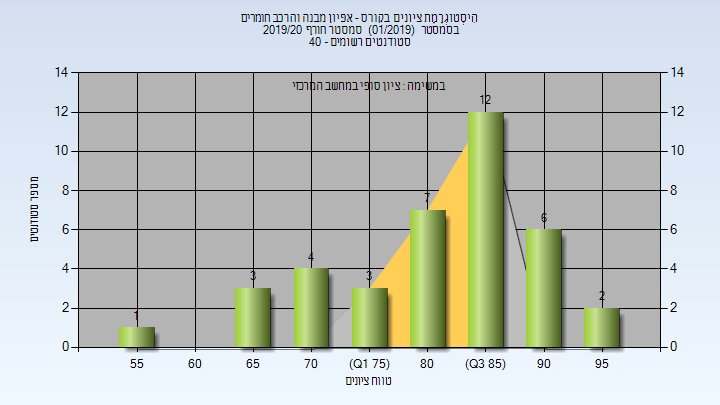 היסטוגרמת ציונים בקורס - אפיון מבנה והרכב חומרים
בסמסטר (01/2019) סמסטר חורף 2019/20
סטודנטים רשומים - 40
במשימה : ציון סופי במחשב המרכזי
14 14
12 12
10 10
8 8
6 6
4 4
2 2
0 0
1 3 4 3 7 12 6 2
מספר סטודנטים
55 60 65 70 (Q1 75) 80 (Q3 85) 90 95
טווח ציונים